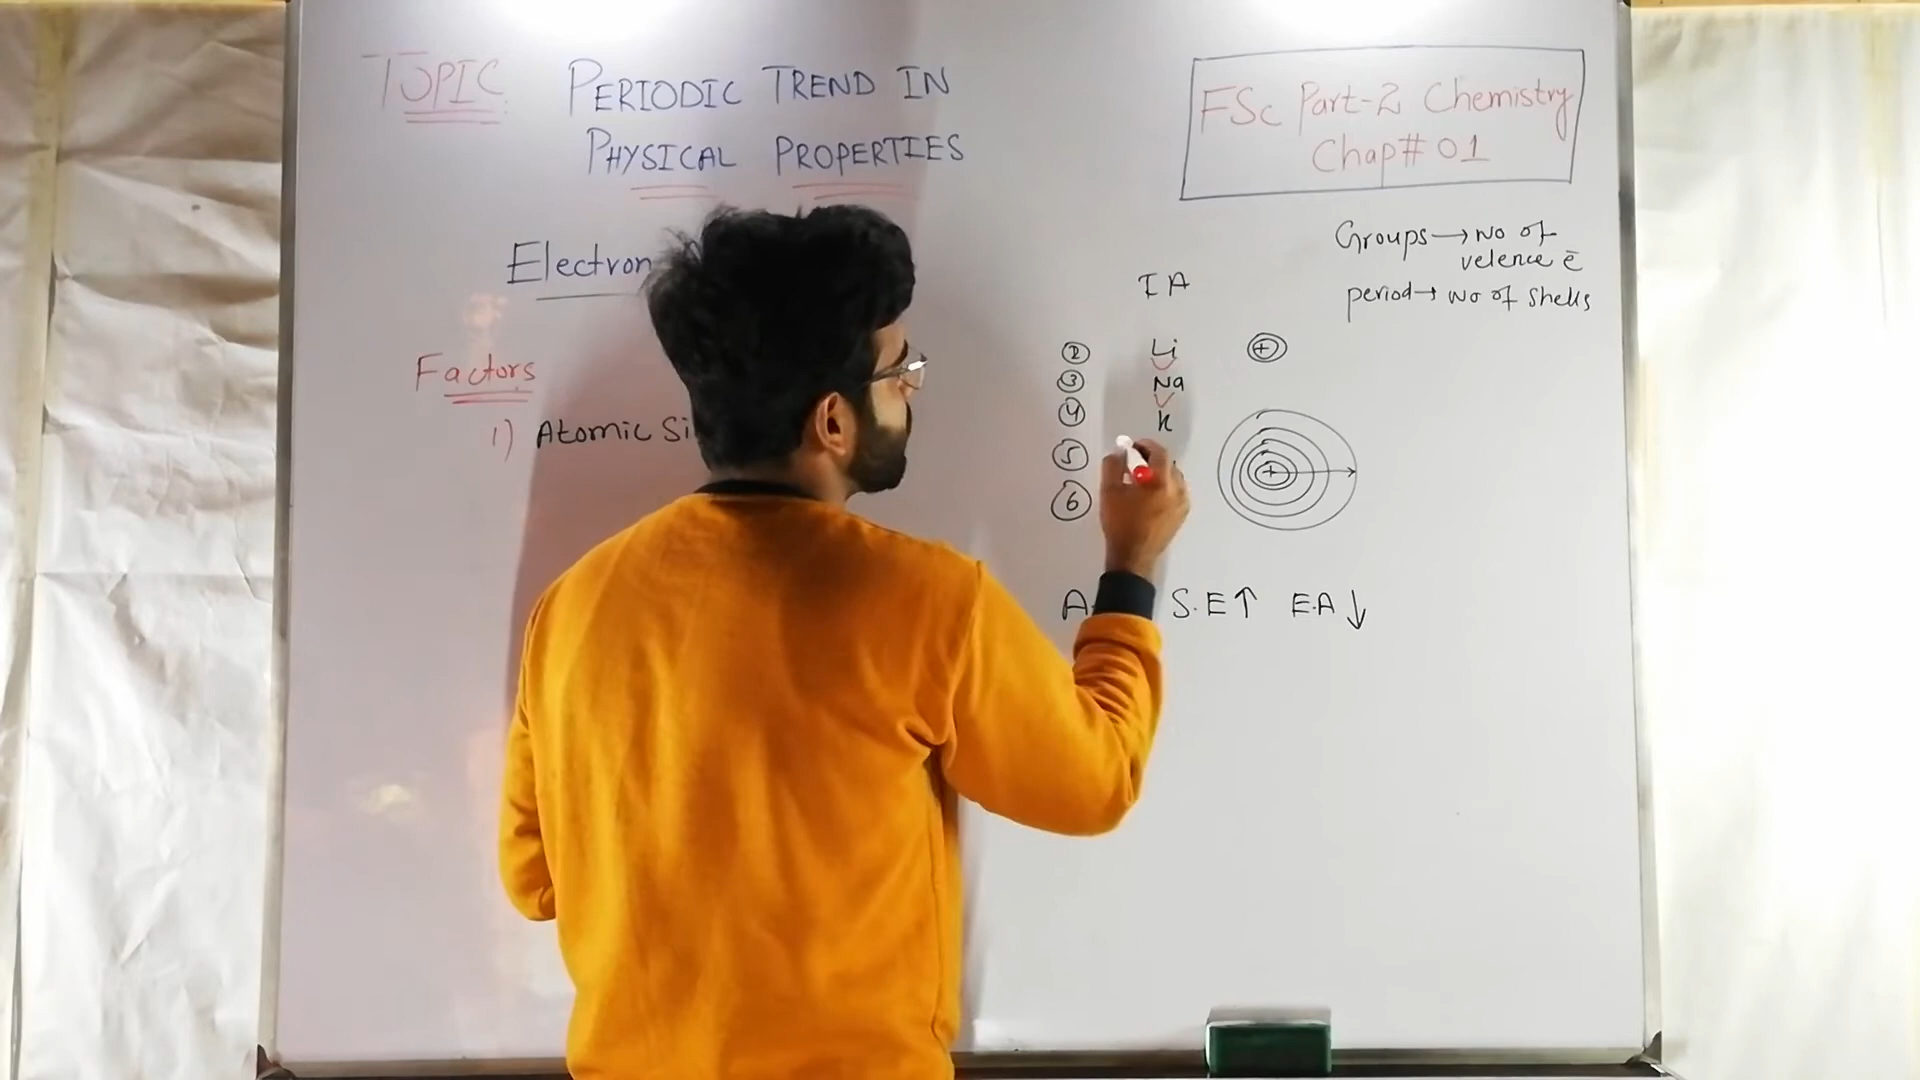 TOPIC: PERIODIC TREND IN
PHYSICAL PROPERTIES
FSc Part-2 Chemistry
Chap# 01
Groups → No of
velence ē
period → No of shells
Electron
Factors
1) Atomic Si
I A
2 Li +
3 Na
4 K
5 +
6
A. S.E↑ E.A↓